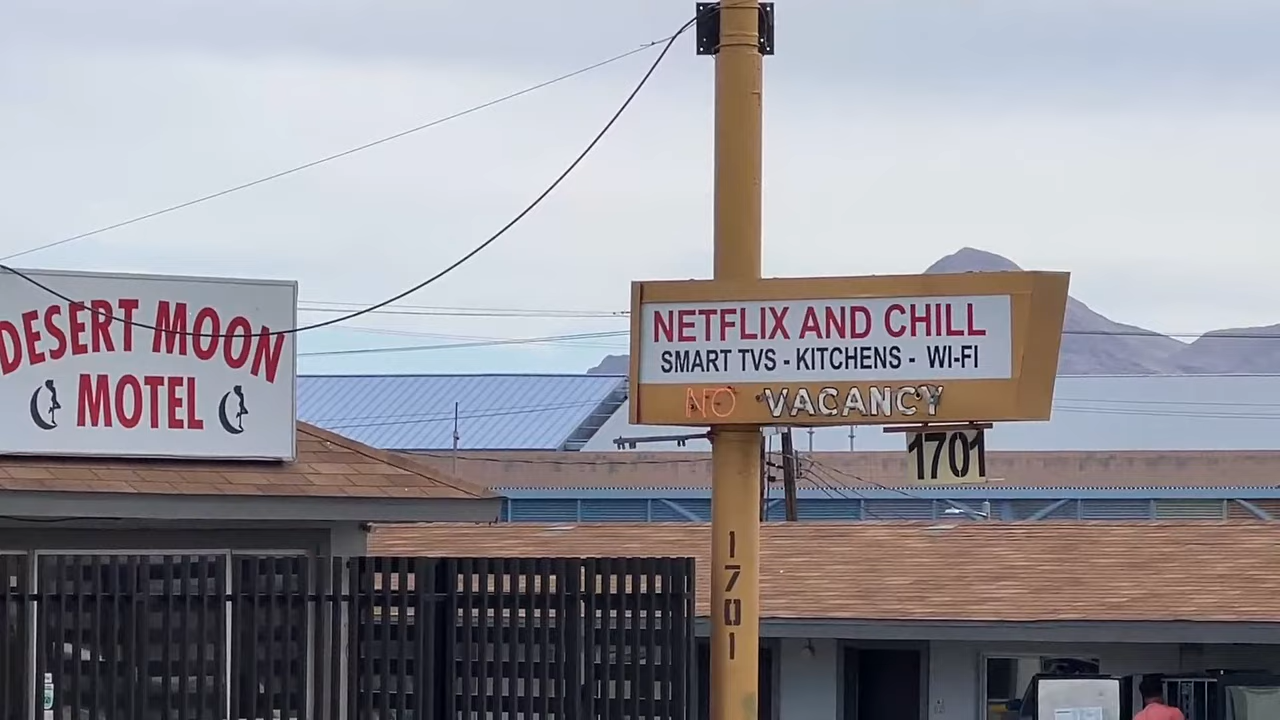 DESERT MOON
MOTEL
NETFLIX AND CHILL
SMART TVS - KITCHENS - WI-FI
NO VACANCY
1701
1701